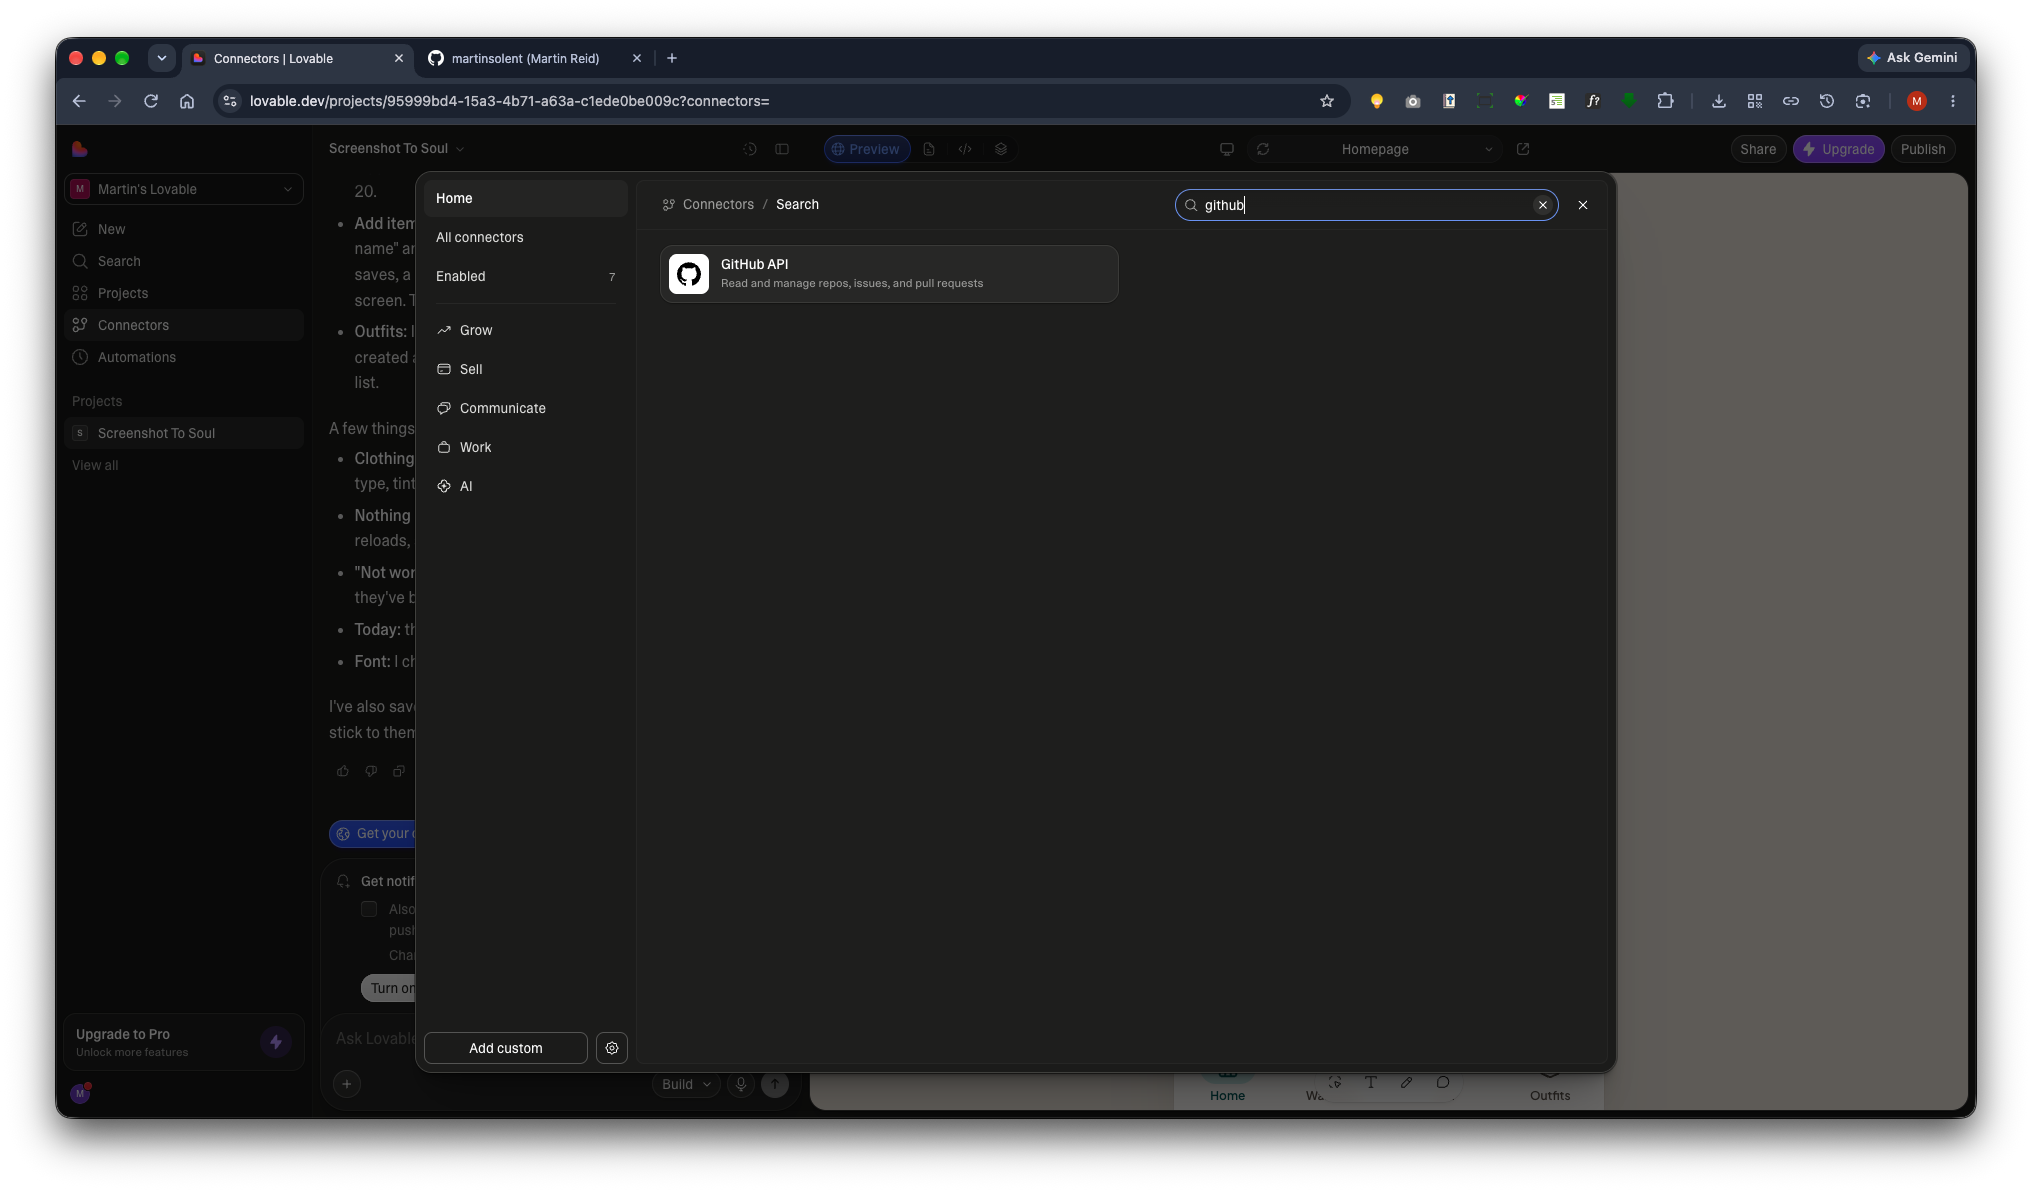 Connectors | Lovable
martinsolent (Martin Reid)
Ask Gemini
lovable.dev/projects/95999bd4-15a3-4b71-a63a-c1ede0be009c?connectors=
M
Screenshot To Soul
Preview
Homepage
Share
Upgrade
Publish
M
Martin's Lovable
New
Search
Projects
Connectors
Automations
Projects
S
Screenshot To Soul
View all
Upgrade to Pro
Unlock more features
M
20.
Add item
name" ar
saves, a
screen. T
Outfits: I
created a
list.
A few things
Clothing
type, tint
Nothing
reloads,
"Not wor
they've b
Today: th
Font: I ch
I've also save
stick to them
Get your
Get notif
Also
push
Cha
Turn on
Ask Lovable
Build
Home
All connectors
Enabled
7
Grow
Sell
Communicate
Work
AI
Add custom
Connectors / Search
github
GitHub API
Read and manage repos, issues, and pull requests
Home
Wa
Outfits